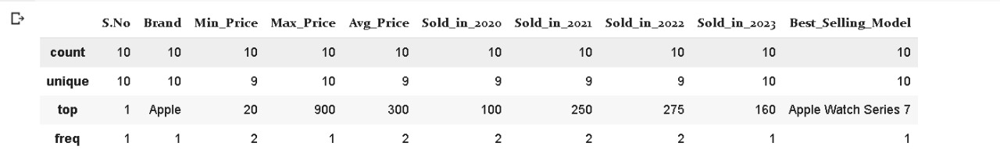 S.No Brand Min_Price Max_Price Avg_Price Sold_in_2020 Sold_in_2021 Sold_in_2022 Sold_in_2023 Best_Selling_Model
count 10 10 10 10 10 10 10 10 10 10
unique 10 10 9 10 9 9 9 9 10 10
top 1 Apple 20 900 300 100 250 275 160 Apple Watch Series 7
freq 1 1 2 1 2 2 2 2 1 1